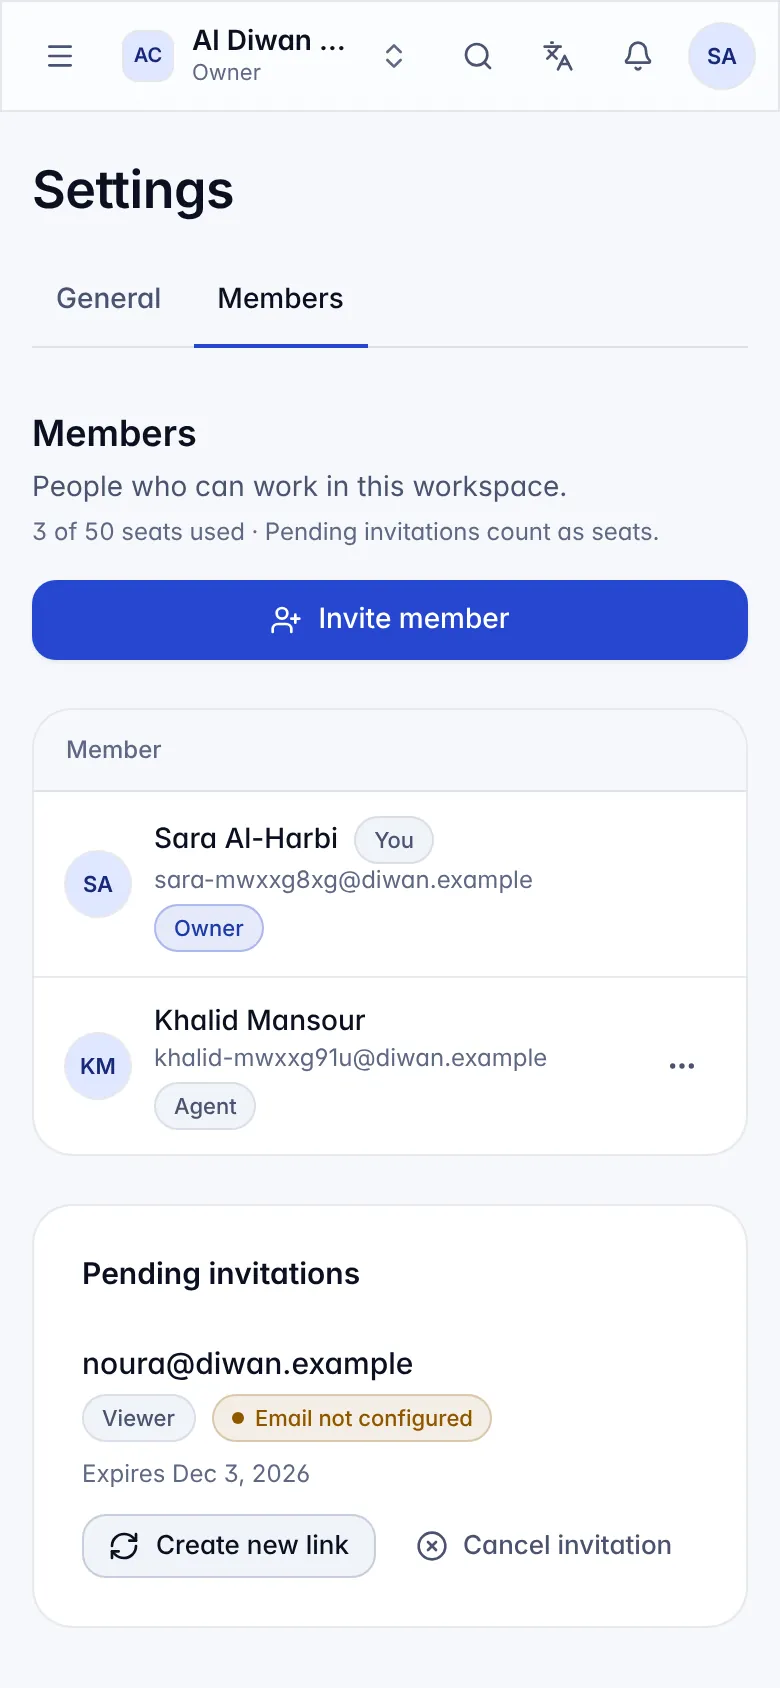 AC
Al Diwan ...
Owner
SA
Settings
General
Members
Members
People who can work in this workspace.
3 of 50 seats used · Pending invitations count as seats.
Invite member
Member
SA
Sara Al-Harbi You
sara-mwxxg8xg@diwan.example
Owner
KM
Khalid Mansour
khalid-mwxxg91u@diwan.example
Agent
Pending invitations
noura@diwan.example
Viewer
Email not configured
Expires Dec 3, 2026
Create new link
Cancel invitation